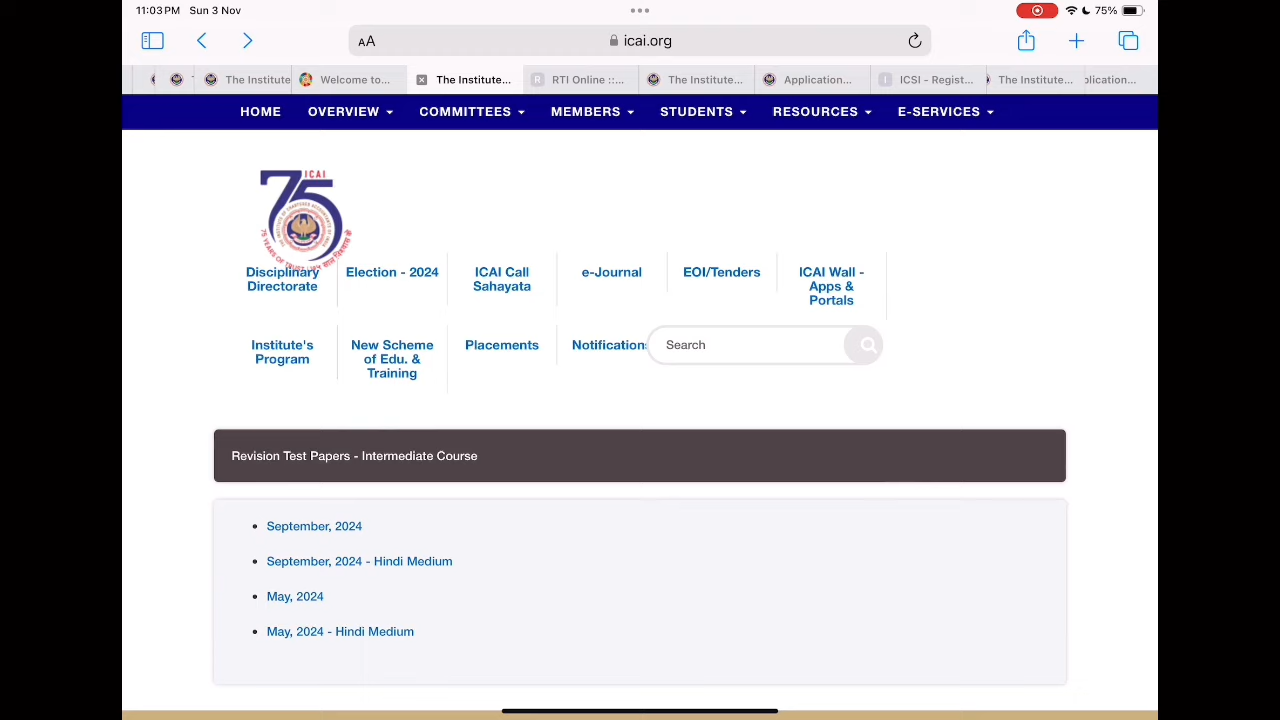 11:03 PM Sun 3 Nov
75%
AA
icai.org
The Institute
Welcome to...
The Institute...
RTI Online ::...
The Institute...
Application...
ICSI - Regist...
The Institute...
plication...
HOME OVERVIEW COMMITTEES MEMBERS STUDENTS RESOURCES E-SERVICES
ICAI
75
Disciplinary
Directorate
Election - 2024
ICAI Call
Sahayata
e-Journal
EOI/Tenders
ICAI Wall -
Apps &
Portals
Institute's
Program
New Scheme
of Edu. &
Training
Placements
Notifications
Search
Revision Test Papers - Intermediate Course
September, 2024
September, 2024 - Hindi Medium
May, 2024
May, 2024 - Hindi Medium